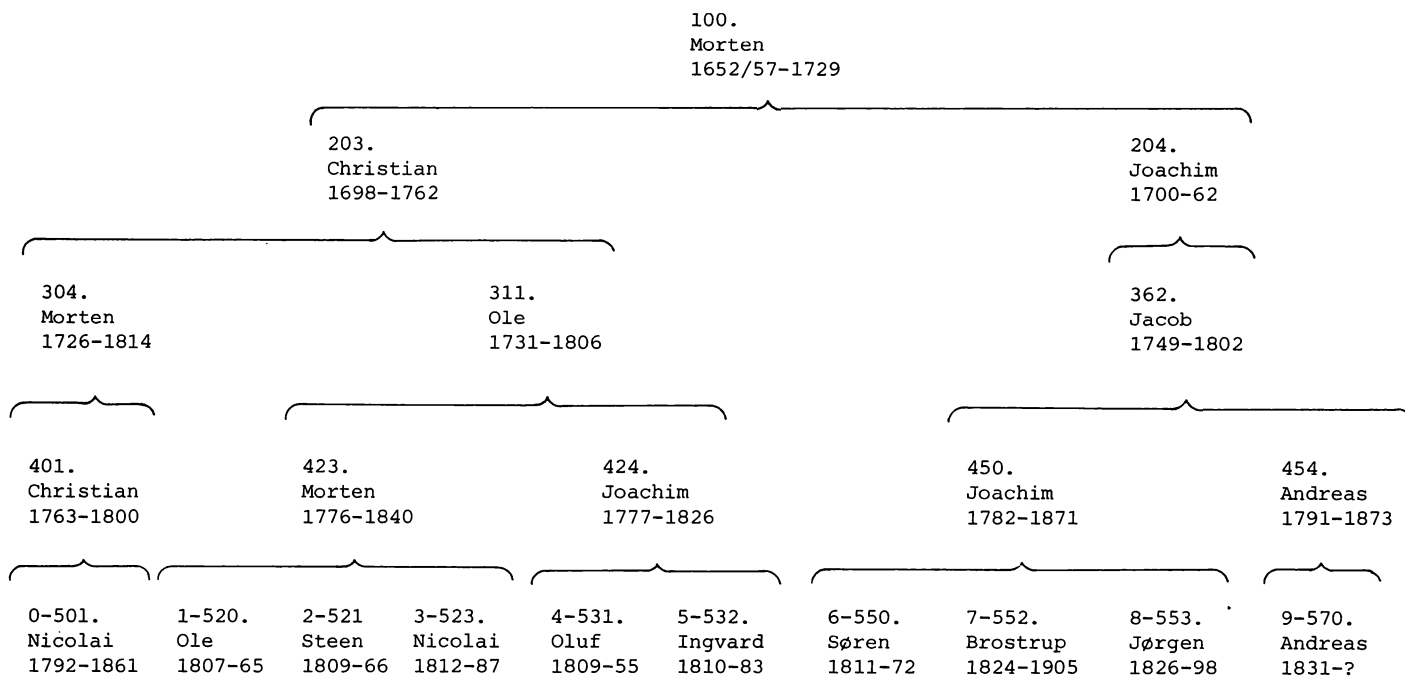 100.
Morten
1652/57-1729
203.
Christian
1698-1762
204.
Joachim
1700-62
304.
Morten
1726-1814
311.
Ole
1731-1806
362.
Jacob
1749-1802
401.
Christian
1763-1800
423.
Morten
1776-1840
424.
Joachim
1777-1826
450.
Joachim
1782-1871
454.
Andreas
1791-1873
0-501.
Nicolai
1792-1861
1-520.
Ole
1807-65
2-521
Steen
1809-66
3-523.
Nicolai
1812-87
4-531.
Oluf
1809-55
5-532.
Ingvard
1810-83
6-550.
Søren
1811-72
7-552.
Brostrup
1824-1905
8-553.
Jørgen
1826-98
9-570.
Andreas
1831-?